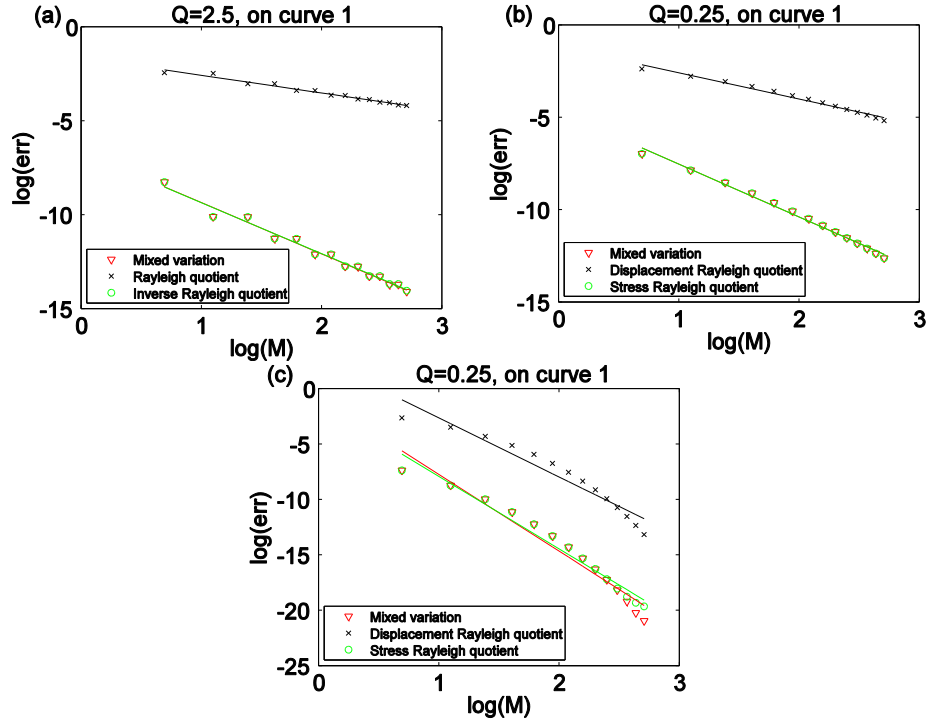 (a)
Q=2.5, on curve 1
0
-5
-10
-15
log(err)
Mixed variation
Rayleigh quotient
Inverse Rayleigh quotient
0
1
2
3
log(M)
(b)
Q=0.25, on curve 1
0
-5
-10
-15
log(err)
Mixed variation
Displacement Rayleigh quotient
Stress Rayleigh quotient
0
1
2
3
log(M)
(c)
Q=0.25, on curve 1
0
-5
-10
-15
-20
-25
log(err)
Mixed variation
Displacement Rayleigh quotient
Stress Rayleigh quotient
0
1
2
3
log(M)